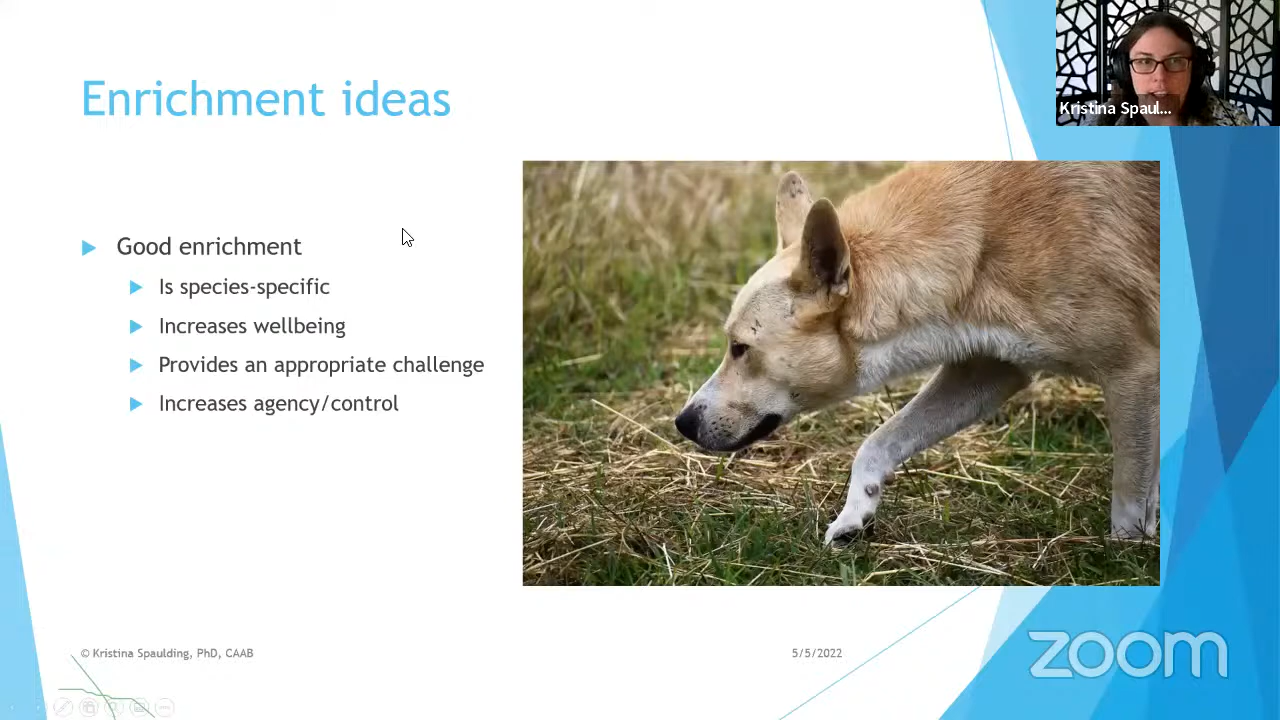 Enrichment ideas
Kristina Spaul...
Good enrichment
Is species-specific
Increases wellbeing
Provides an appropriate challenge
Increases agency/control
© Kristina Spaulding, PhD, CAAB
5/5/2022
zoom